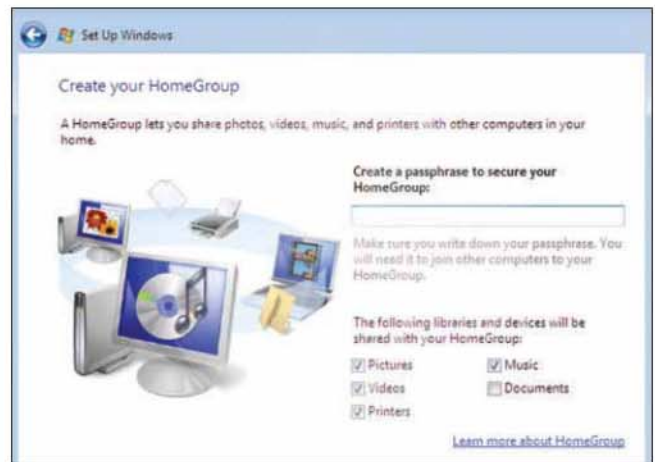 Set Up Windows
Create your HomeGroup
A HomeGroup lets you share photos, videos, music, and printers with other computers in your
home.
Create a passphrase to secure your
HomeGroup:
Make sure you write down your passphrase. You
will need it to join other computers to your
HomeGroup.
The following libraries and devices will be
shared with your HomeGroup:
Pictures
Music
Videos
Documents
Printers
Learn more about HomeGroup